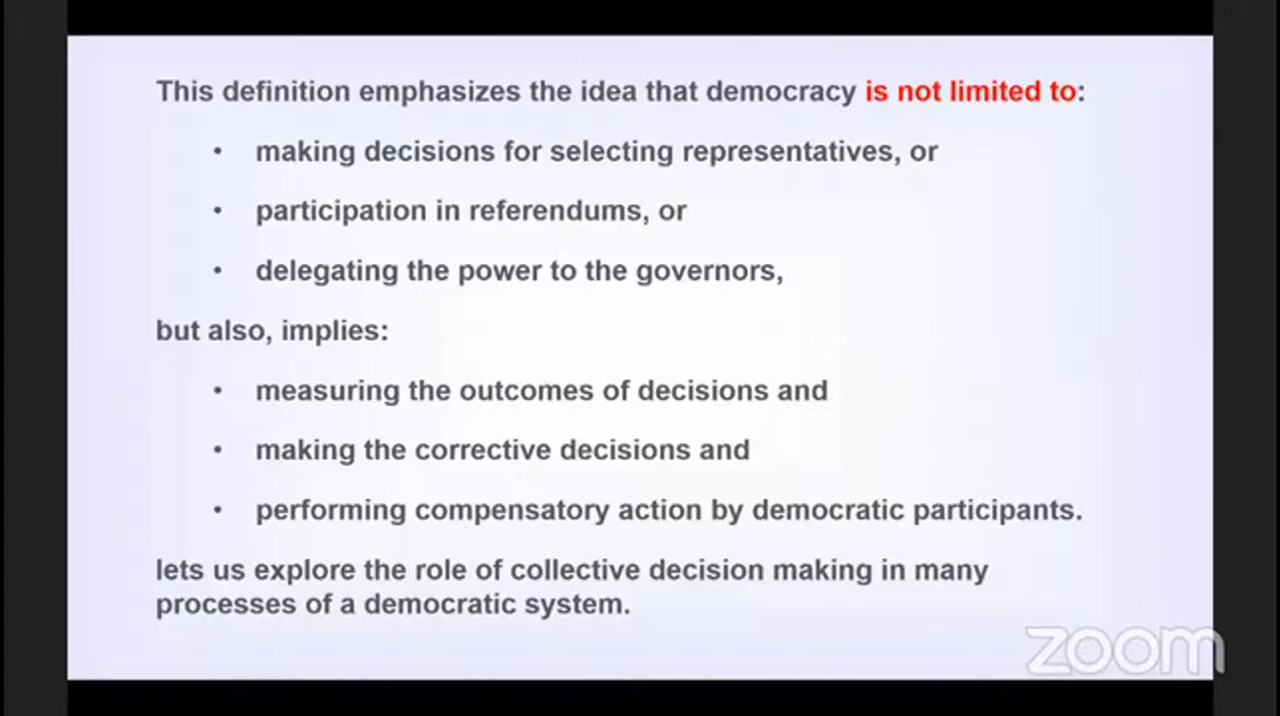 This definition emphasizes the idea that democracy is not limited to:
• making decisions for selecting representatives, or
• participation in referendums, or
• delegating the power to the governors,
but also, implies:
• measuring the outcomes of decisions and
• making the corrective decisions and
• performing compensatory action by democratic participants.
lets us explore the role of collective decision making in many
processes of a democratic system.
zoom